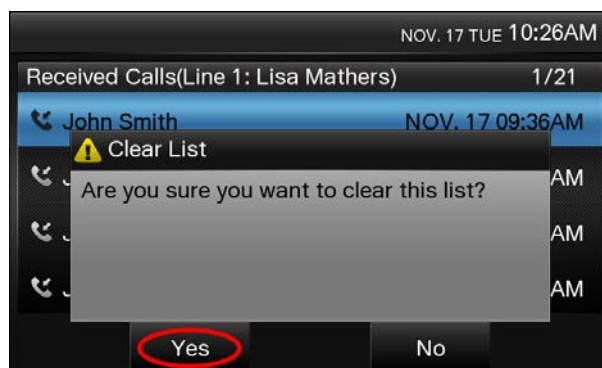 NOV. 17 TUE 10:26AM
Received Calls(Line 1: Lisa Mathers) 1/21
John Smith NOV. 17 09:36AM
Clear List
AM
Are you sure you want to clear this list?
AM
AM
Yes No